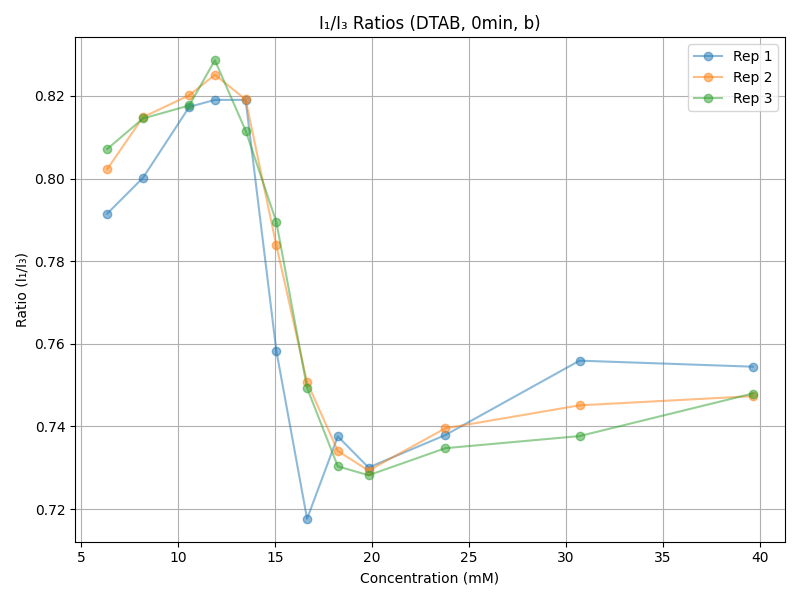 I₁/I₃ Ratios (DTAB, 0min, b)
Rep 1
Rep 2
Rep 3
Ratio (I₁/I₃)
0.82
0.80
0.78
0.76
0.74
0.72
5 10 15 20 25 30 35 40
Concentration (mM)